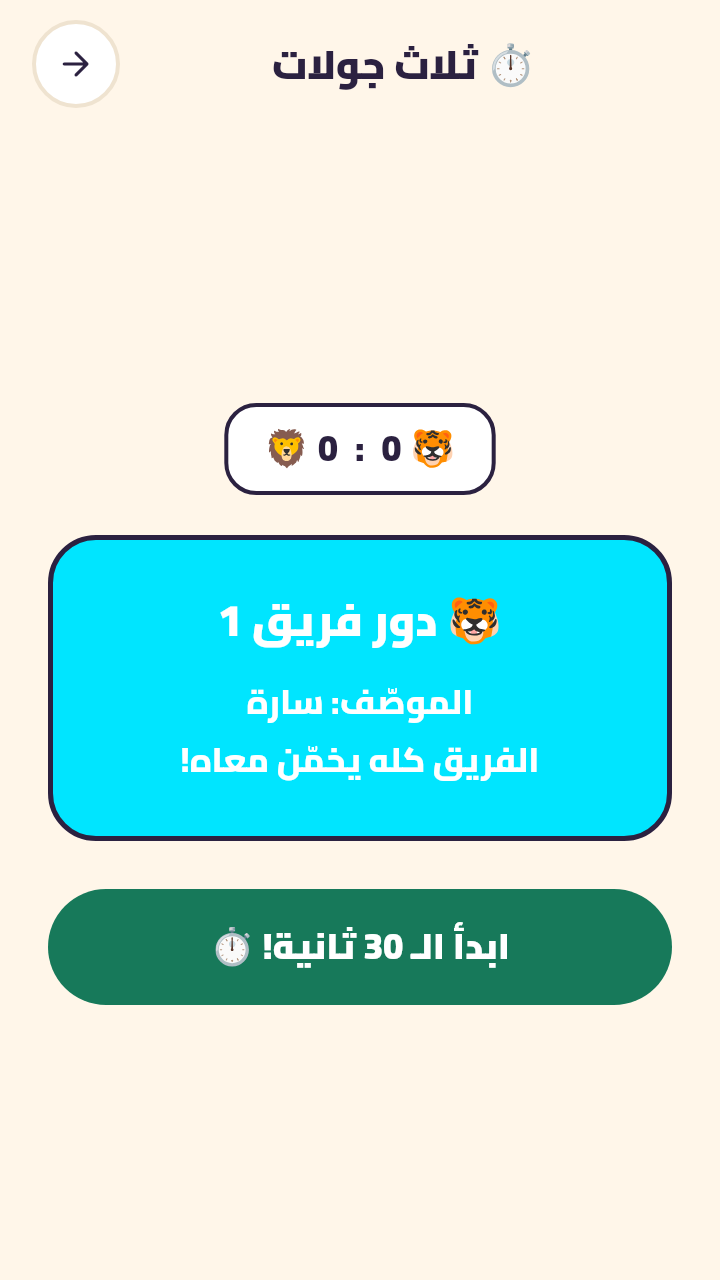 ⏱️ ثلاث جولات
🐯 0 : 0 🦁
🐯 دور فريق 1
الموصّف: سارة
الفريق كله يخمّن معاه!
ابدأ الـ 30 ثانية! ⏱️